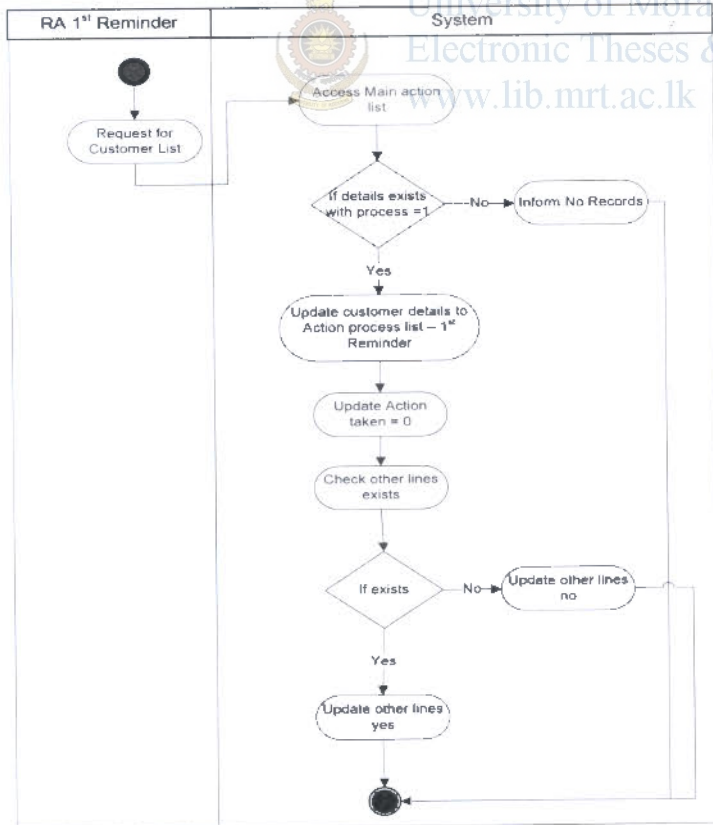 University of Mora
Electronic Theses &
www.lib.mrt.ac.lk
RA 1st Reminder
System
Request for
Customer List
Access Main action
list
If details exists
with process =1
No
Inform No Records
Yes
Update customer details to
Action process list – 1st
Reminder
Update Action
taken = 0
Check other lines
exists
If exists
No
Update other lines
no
Yes
Update other lines
yes